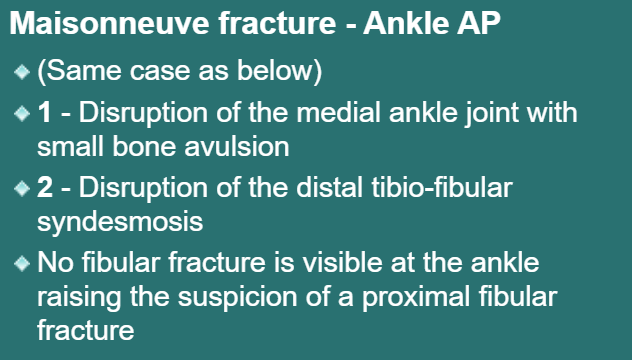 Maisonneuve fracture - Ankle AP
(Same case as below)
1 - Disruption of the medial ankle joint with
small bone avulsion
2 - Disruption of the distal tibio-fibular
syndesmosis
No fibular fracture is visible at the ankle
raising the suspicion of a proximal fibular
fracture